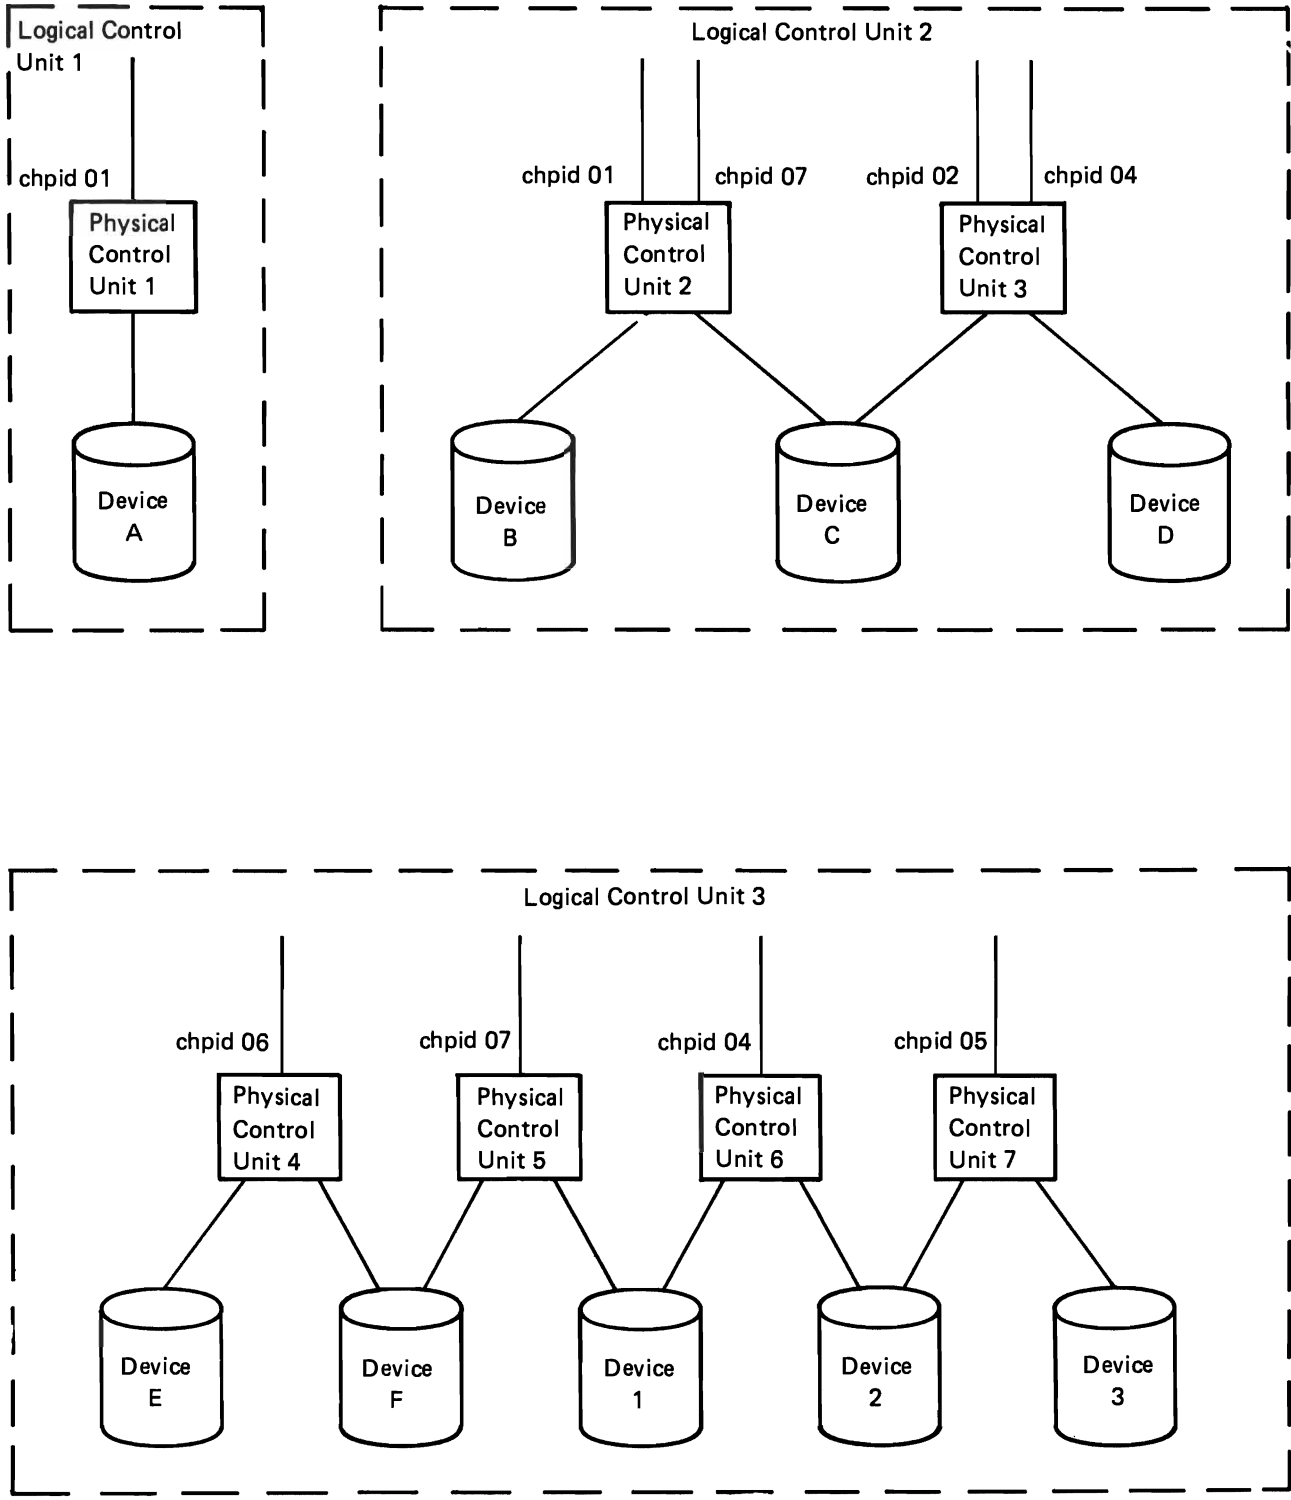 Logical Control
Unit 1
chpid 01
Physical
Control
Unit 1
Device
A
Logical Control Unit 2
chpid 01
chpid 07
chpid 02
chpid 04
Physical
Control
Unit 2
Physical
Control
Unit 3
Device
B
Device
C
Device
D
Logical Control Unit 3
chpid 06
chpid 07
chpid 04
chpid 05
Physical
Control
Unit 4
Physical
Control
Unit 5
Physical
Control
Unit 6
Physical
Control
Unit 7
Device
E
Device
F
Device
1
Device
2
Device
3